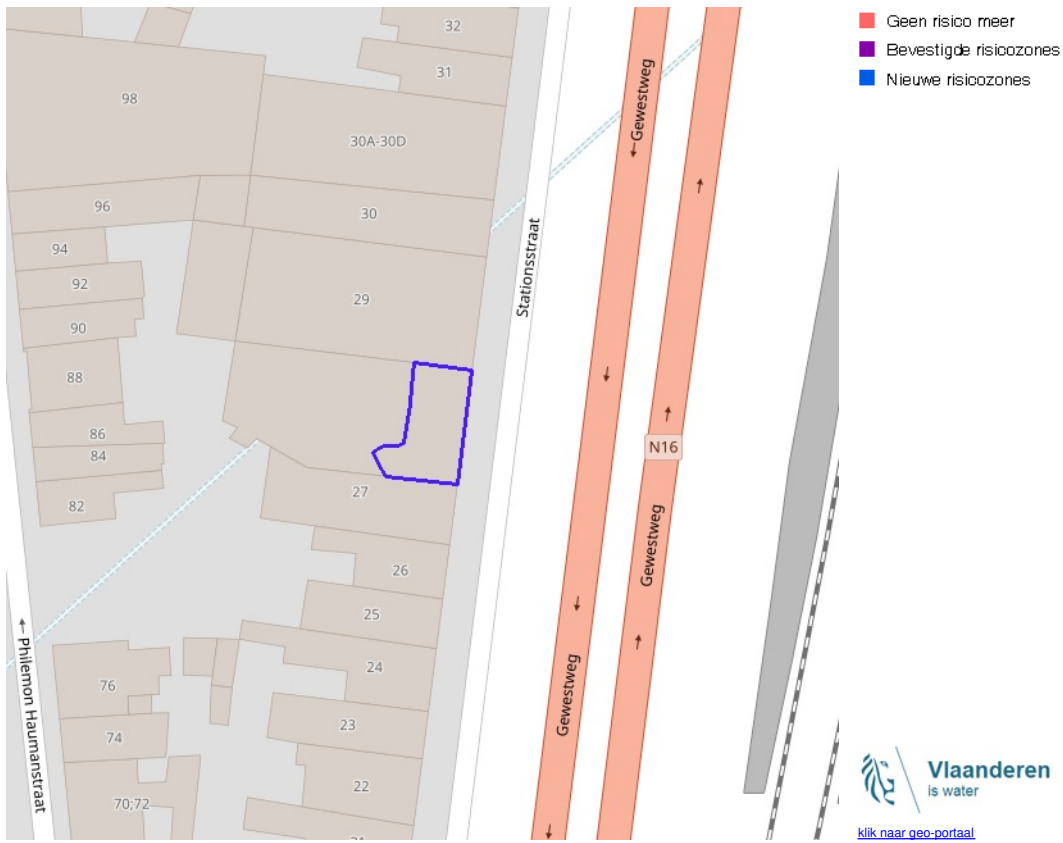 32
31
98
30A-30D
96
30
94
92
29
90
88
86
84
82
27
26
25
24
76
23
74
22
70;72
Stationsstraat
Philemon Haumanstraat
Gewestweg
Gewestweg
Gewestweg
N16
Geen risico meer
Bevestigde risicozones
Nieuwe risicozones
Vlaanderen
is water
klik naar geo-portaal